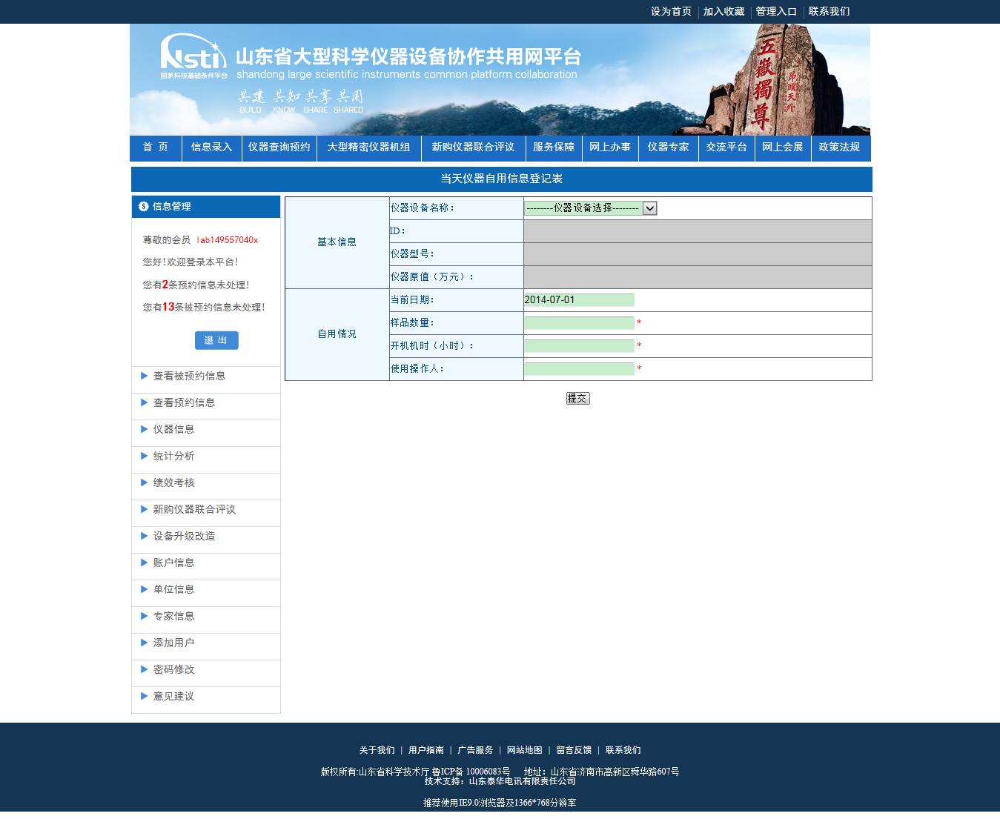 设为首页 加入收藏 管理入口 联系我们
Nsti
国家科技基础条件平台
山东省大型科学仪器设备协作共用网平台
shandong large scientific instruments common platform collaboration
共建 共知 共享 共用
BUILD KNOW SHARE SHARED
五嶽獨尊
昂頭天外
首 页 信息录入 仪器查询预约 大型精密仪器机组 新购仪器联合评议 服务保障 网上办事 仪器专家 交流平台 网上会展 政策法规
当天仪器自用信息登记表
信息管理
尊敬的会员 lab149557040x
您好!欢迎登录本平台!
您有2条预约信息未处理!
您有13条被预约信息未处理!
退 出
查看被预约信息
查看预约信息
仪器信息
统计分析
绩效考核
新购仪器联合评议
设备升级改造
账户信息
单位信息
专家信息
添加用户
密码修改
意见建议
基本信息
仪器设备名称： --------仪器设备选择--------
ID：
仪器型号：
仪器原值（万元）：
自用情况
当前日期： 2014-07-01
样品数量： *
开机机时（小时）： *
使用操作人： *
提交
关于我们 | 用户指南 | 广告服务 | 网站地图 | 留言反馈 | 联系我们
版权所有:山东省科学技术厅 鲁ICP备 10006083号 地址：山东省济南市高新区舜华路607号
技术支持：山东泰华电讯有限责任公司
推荐使用IE9.0浏览器及1366*768分辨率